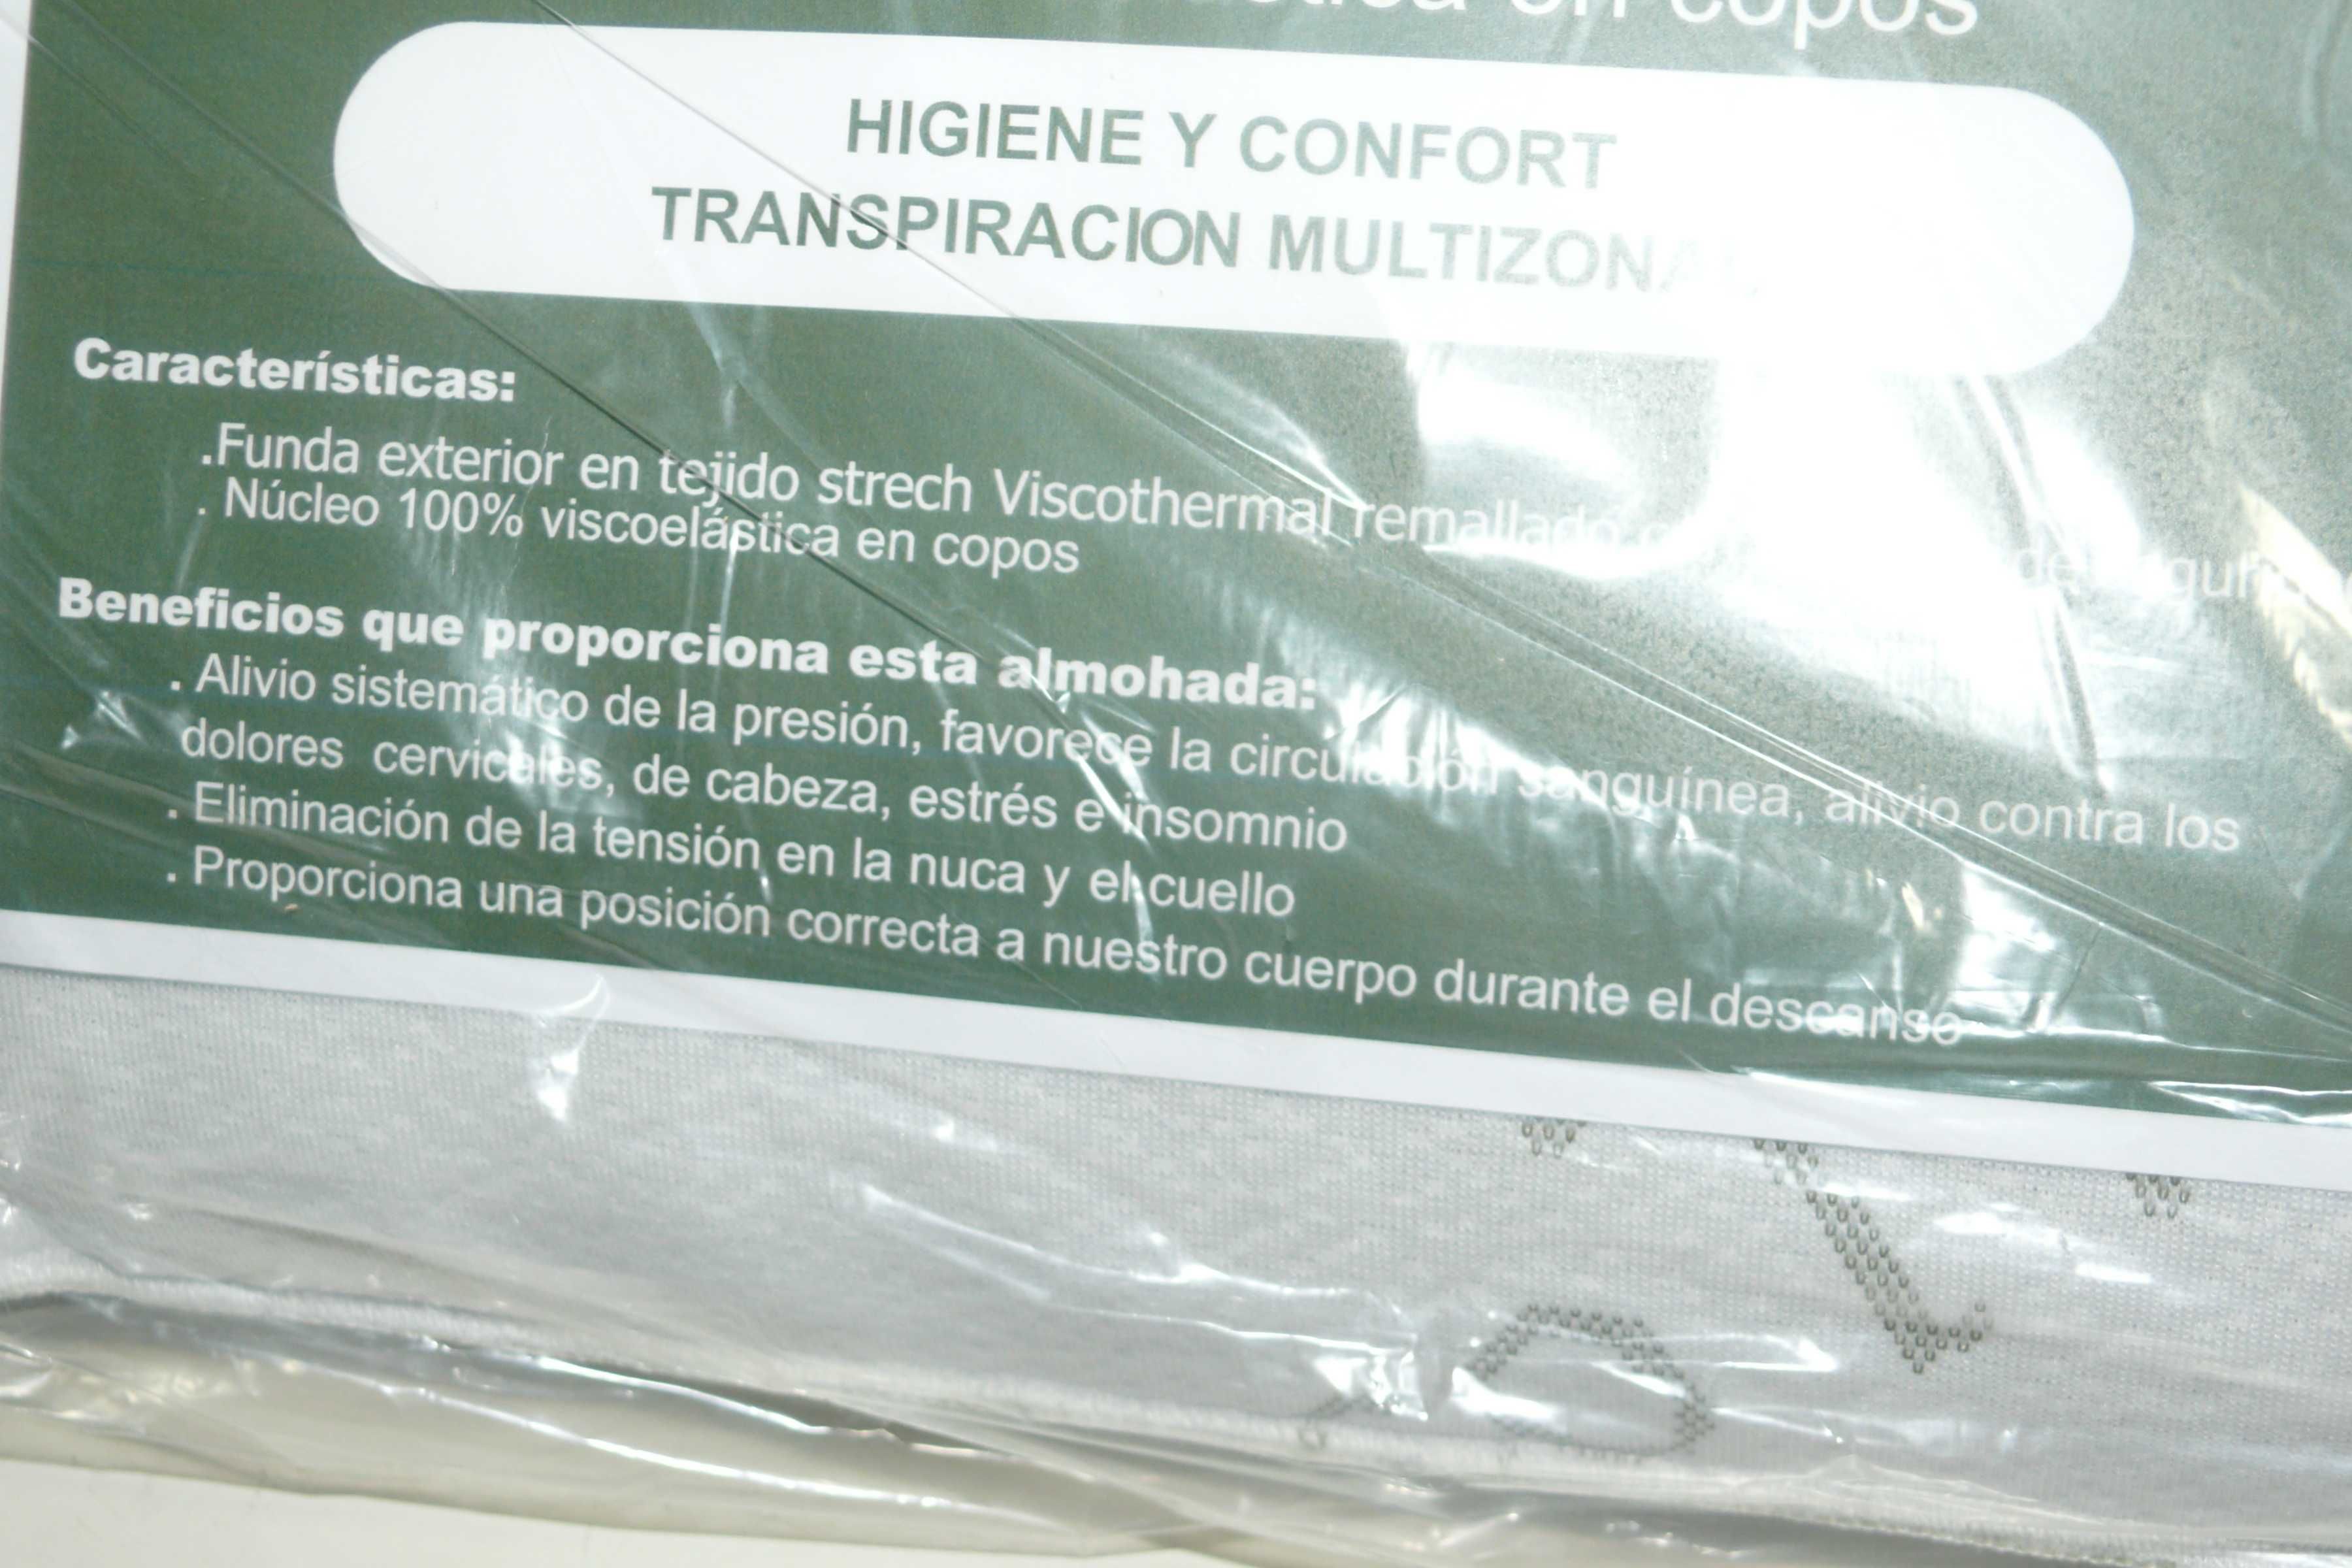 en copos
HIGIENE Y CONFORT
TRANSPIRACION MULTIZONAL
Características:
.Funda exterior en tejido strech Viscothermal remallado
. Núcleo 100% viscoelástica en copos
Beneficios que proporciona esta almohada:
. Alivio sistemático de la presión, favorece la circulación sanguínea, alivio contra los
dolores cervicales, de cabeza, estrés e insomnio
. Eliminación de la tensión en la nuca y el cuello
. Proporciona una posición correcta a nuestro cuerpo durante el descanso